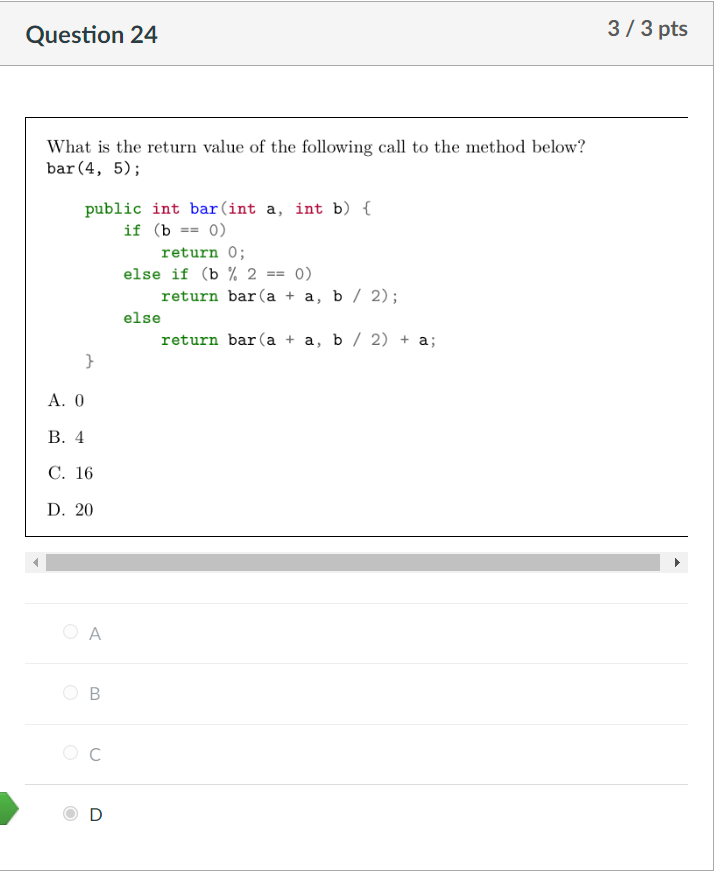 Question 24
3 / 3 pts
What is the return value of the following call to the method below?
bar(4, 5);
public int bar(int a, int b) {
if (b == 0)
return 0;
else if (b % 2 == 0)
return bar(a + a, b / 2);
else
return bar(a + a, b / 2) + a;
}
A. 0
B. 4
C. 16
D. 20
A
B
C
D